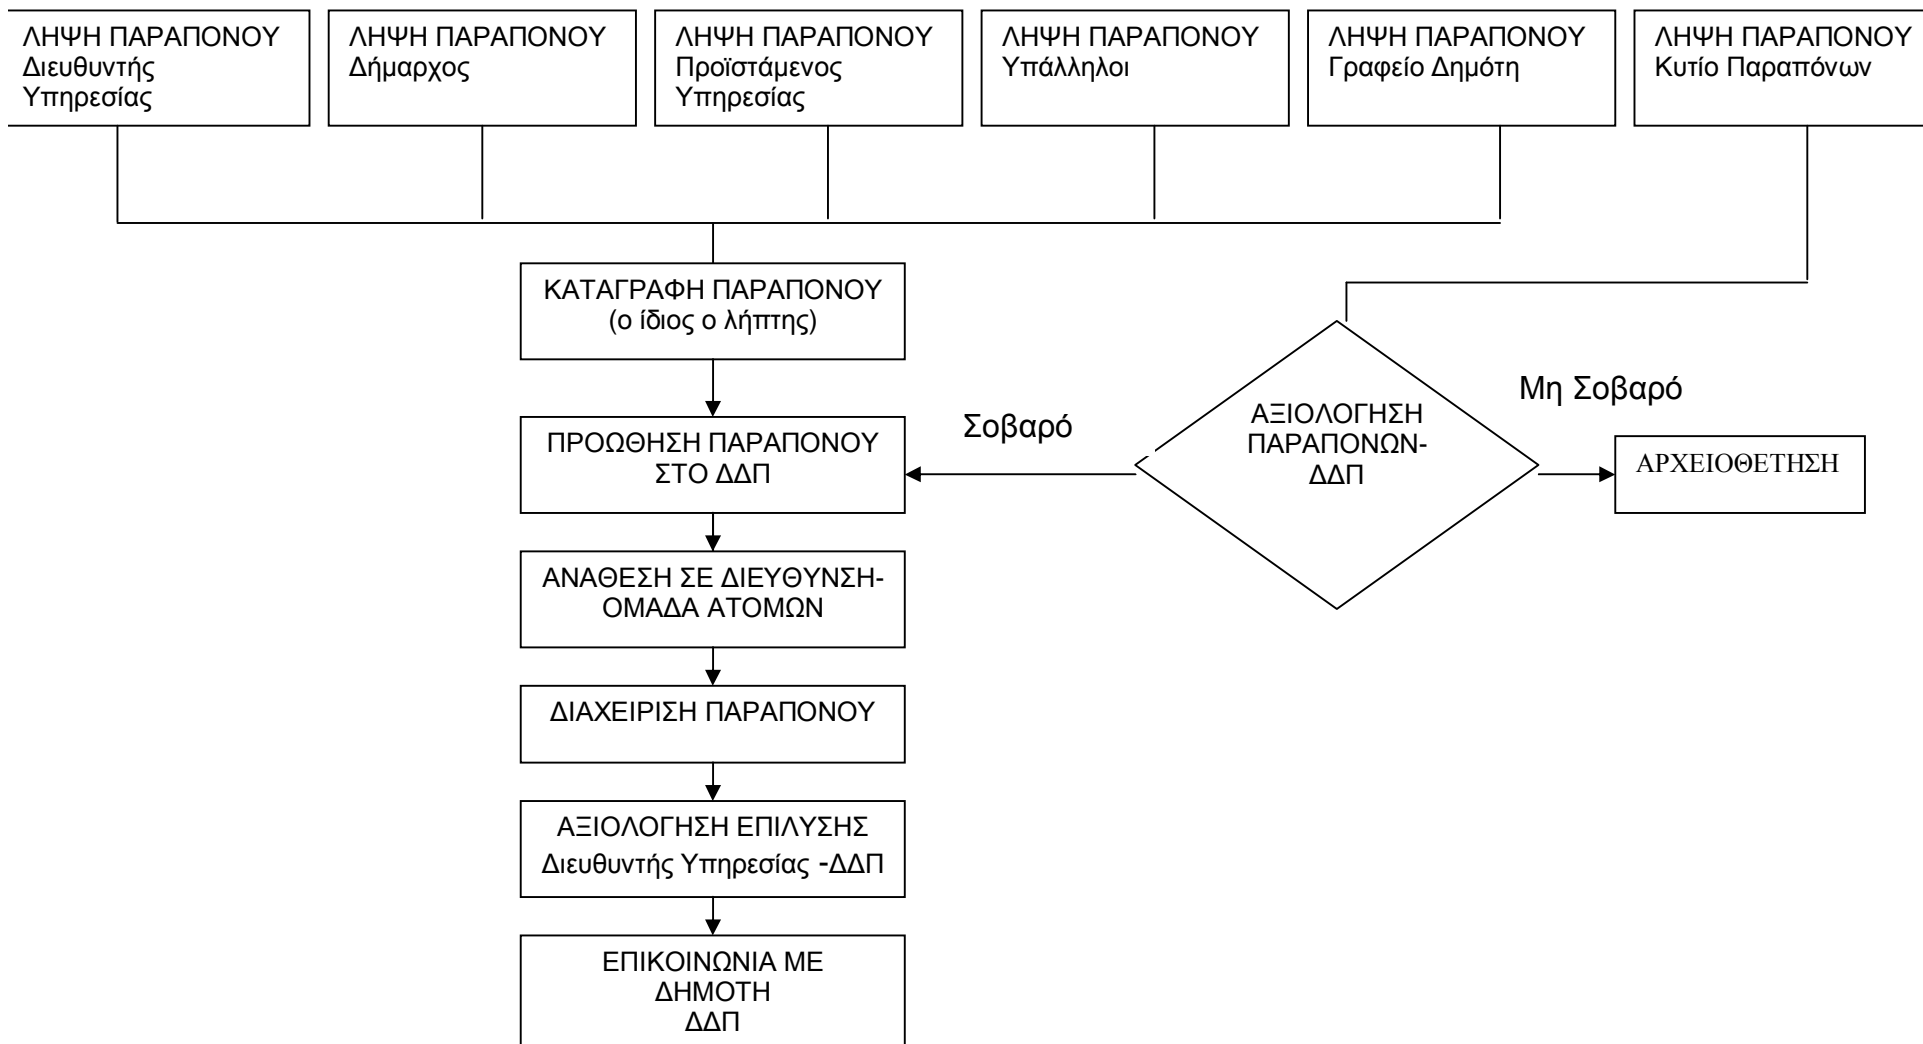 ΛΗΨΗ ΠΑΡΑΠΟΝΟΥ
Διευθυντής
Υπηρεσίας
ΛΗΨΗ ΠΑΡΑΠΟΝΟΥ
Δήμαρχος
ΛΗΨΗ ΠΑΡΑΠΟΝΟΥ
Προϊστάμενος
Υπηρεσίας
ΛΗΨΗ ΠΑΡΑΠΟΝΟΥ
Υπάλληλοι
ΛΗΨΗ ΠΑΡΑΠΟΝΟΥ
Γραφείο Δημότη
ΛΗΨΗ ΠΑΡΑΠΟΝΟΥ
Κυτίο Παραπόνων
ΚΑΤΑΓΡΑΦΗ ΠΑΡΑΠΟΝΟΥ
(ο ίδιος ο λήπτης)
ΠΡΟΩΘΗΣΗ ΠΑΡΑΠΟΝΟΥ
ΣΤΟ ΔΔΠ
Σοβαρό
ΑΞΙΟΛΟΓΗΣΗ
ΠΑΡΑΠΟΝΩΝ-
ΔΔΠ
Μη Σοβαρό
ΑΡΧΕΙΟΘΕΤΗΣΗ
ΑΝΑΘΕΣΗ ΣΕ ΔΙΕΥΘΥΝΣΗ-
ΟΜΑΔΑ ΑΤΟΜΩΝ
ΔΙΑΧΕΙΡΙΣΗ ΠΑΡΑΠΟΝΟΥ
ΑΞΙΟΛΟΓΗΣΗ ΕΠΙΛΥΣΗΣ
Διευθυντής Υπηρεσίας -ΔΔΠ
ΕΠΙΚΟΙΝΩΝΙΑ ΜΕ
ΔΗΜΟΤΗ
ΔΔΠ